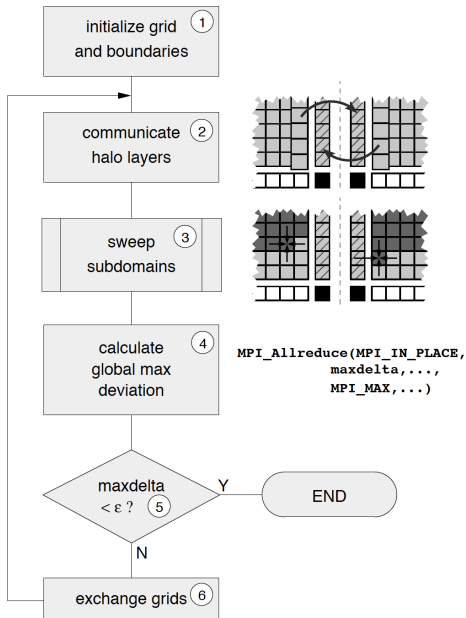 initialize grid
and boundaries
1
communicate
halo layers
2
sweep
subdomains
3
calculate
global max
deviation
4
MPI_Allreduce(MPI_IN_PLACE,
maxdelta,...,
MPI_MAX,...)
maxdelta
< ε ?
5
Y
END
N
exchange grids
6